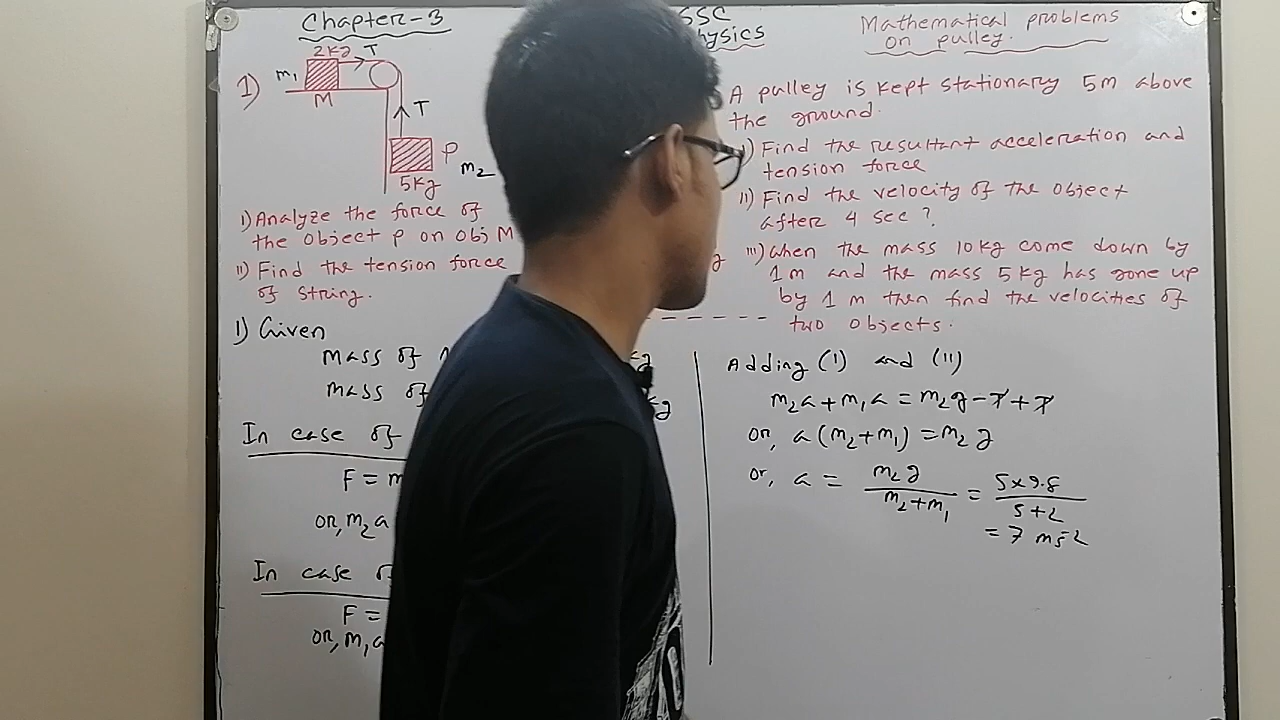 Chapter-3
SSC
Physics
Mathematical problems
on pulley.
1)
2kg T
m₁
M
T
P
m₂
5kg
I) Analyze the force of
the object P on obj M
II) Find the tension force
of string.
A pulley is kept stationary 5m above
the ground.
I) Find the resultant acceleration and
tension force
II) Find the velocity of the object
after 4 sec?
III) When the mass 10kg come down by
1m and the mass 5kg has gone up
by 1m then find the velocities of
two objects.
I) Given
mass of
mass of
In case of
F = m
or, m₂a
In case
F =
or, m₁a
Adding (I) and (II)
m₂a + m₁a = m₂g - T + T
or, a(m₂+m₁) = m₂g
or, a = m₂g / m₂+m₁ = 5×9.8 / 5+2
= 7 ms⁻²